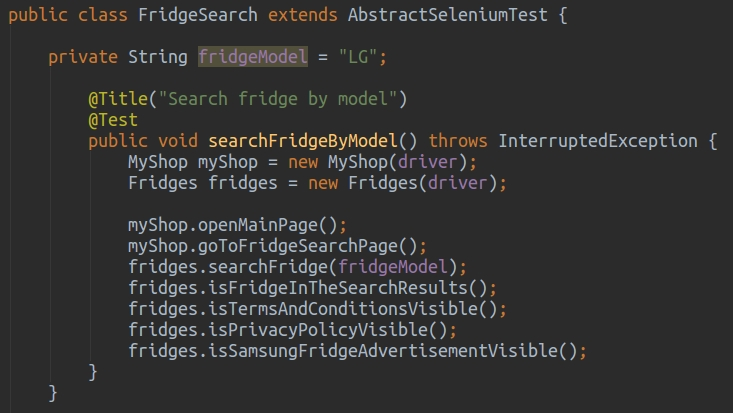 public class FridgeSearch extends AbstractSeleniumTest {
private String fridgeModel = "LG";
@Title("Search fridge by model")
@Test
public void searchFridgeByModel() throws InterruptedException {
MyShop myShop = new MyShop(driver);
Fridges fridges = new Fridges(driver);
myShop.openMainPage();
myShop.goToFridgeSearchPage();
fridges.searchFridge(fridgeModel);
fridges.isFridgeInTheSearchResults();
fridges.isTermsAndConditionsVisible();
fridges.isPrivacyPolicyVisible();
fridges.isSamsungFridgeAdvertisementVisible();
}
}